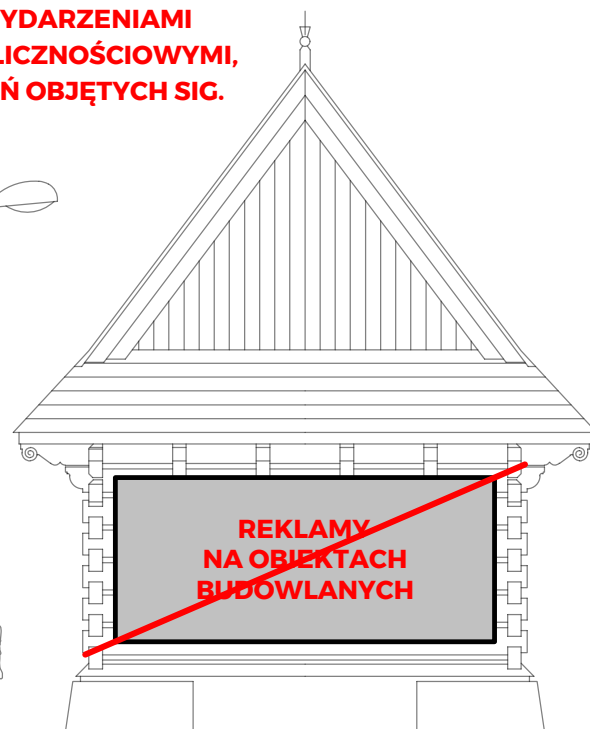 YDARZENIAMI
LICZNOŚCIOWYMI,
Ń OBJĘTYCH SIG.
REKLAMY
NA OBIEKTACH
BUDOWLANYCH